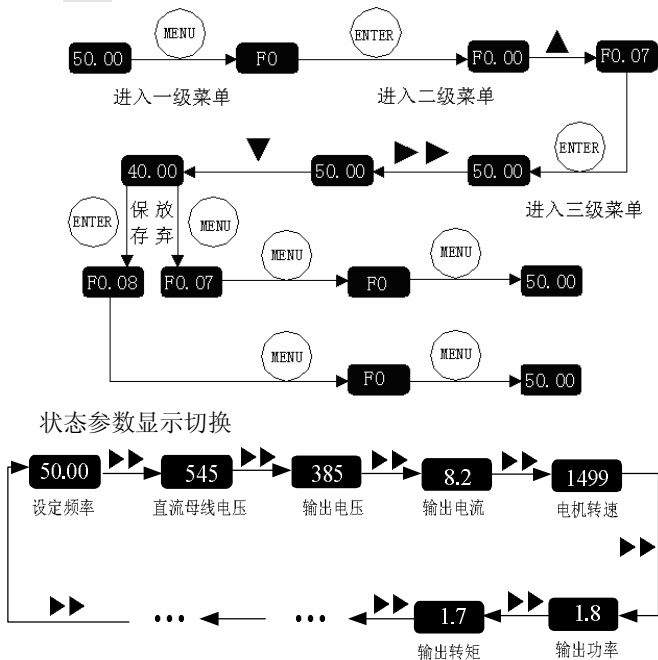 MENU
ENTER
50.00
F0
F0.00
F0.07
进入一级菜单
进入二级菜单
ENTER
40.00
50.00
50.00
进入三级菜单
ENTER
保 放
存 弃
MENU
F0.08
F0.07
MENU
F0
MENU
50.00
MENU
F0
MENU
50.00
状态参数显示切换
50.00
545
385
8.2
1499
设定频率
直流母线电压
输出电压
输出电流
电机转速
•••
•••
1.7
1.8
输出转矩
输出功率